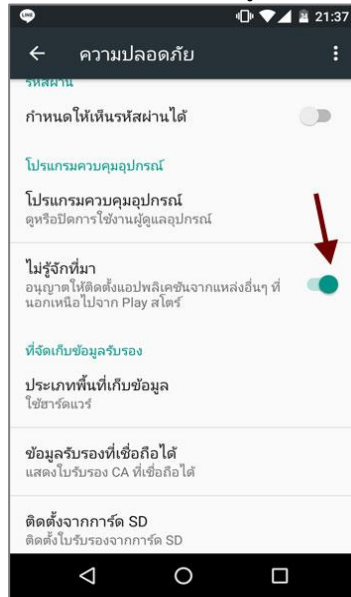 LINE
21:37
ความปลอดภัย
รหัสผ่าน
กำหนดให้เห็นรหัสผ่านได้
โปรแกรมควบคุมอุปกรณ์
โปรแกรมควบคุมอุปกรณ์
ดูหรือปิดการใช้งานผู้ดูแลอุปกรณ์
ไม่รู้จักที่มา
อนุญาตให้ติดตั้งแอปพลิเคชันจากแหล่งอื่นๆ ที่
นอกเหนือไปจาก Play สโตร์
ที่จัดเก็บข้อมูลรับรอง
ประเภทพื้นที่เก็บข้อมูล
ใช้ฮาร์ดแวร์
ข้อมูลรับรองที่เชื่อถือได้
แสดงใบรับรอง CA ที่เชื่อถือได้
ติดตั้งจากการ์ด SD
ติดตั้งใบรับรองจากการ์ด SD